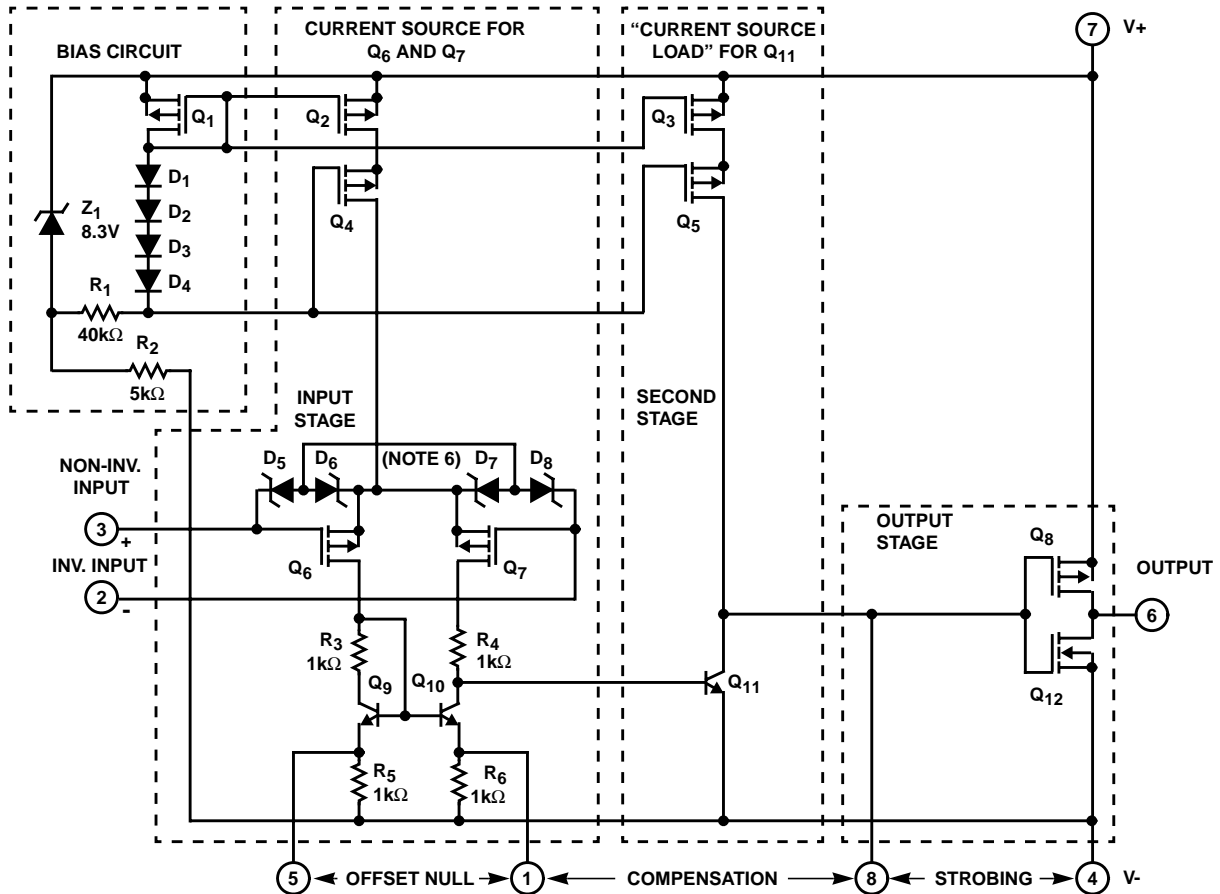 BIAS CIRCUIT
CURRENT SOURCE FOR
Q6 AND Q7
“CURRENT SOURCE
LOAD” FOR Q11
7
V+
Q1
Q2
Q3
D1
D2
D3
D4
Z1
8.3V
Q4
Q5
R1
40kΩ
R2
5kΩ
INPUT
STAGE
SECOND
STAGE
D5
D6
(NOTE 6)
D7
D8
NON-INV.
INPUT
3
+
INV. INPUT
2
-
Q6
Q7
OUTPUT
STAGE
Q8
OUTPUT
6
R3
1kΩ
R4
1kΩ
Q9
Q10
Q11
Q12
R5
1kΩ
R6
1kΩ
5
OFFSET NULL
1
COMPENSATION
8
STROBING
4
V-